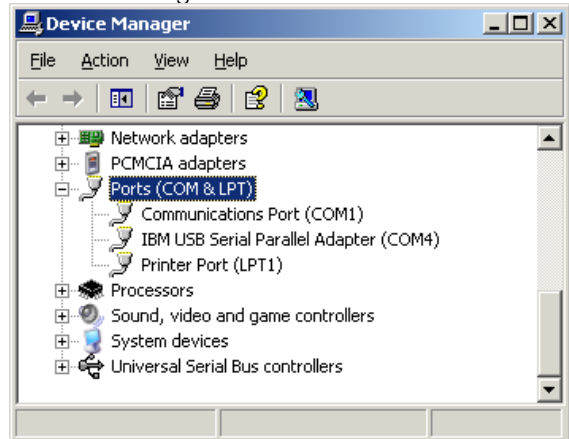 Device Manager
File Action View Help
Network adapters
PCMCIA adapters
Ports (COM & LPT)
Communications Port (COM1)
IBM USB Serial Parallel Adapter (COM4)
Printer Port (LPT1)
Processors
Sound, video and game controllers
System devices
Universal Serial Bus controllers